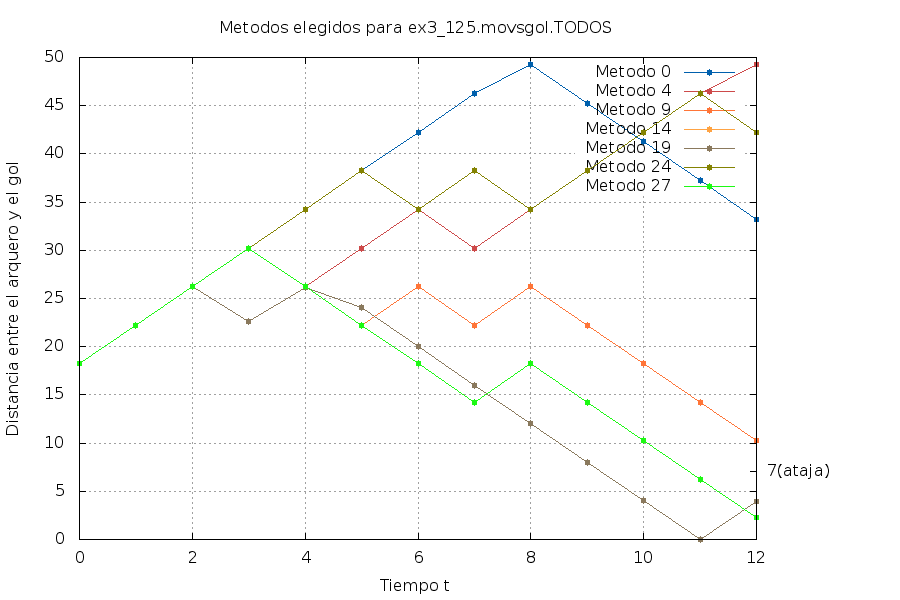 Metodos elegidos para ex3_125.movsgol.TODOS
Distancia entre el arquero y el gol
50
45
40
35
30
25
20
15
10
5
0
Metodo 0
Metodo 4
Metodo 9
Metodo 14
Metodo 19
Metodo 24
Metodo 27
7(ataja)
0 2 4 6 8 10 12
Tiempo t